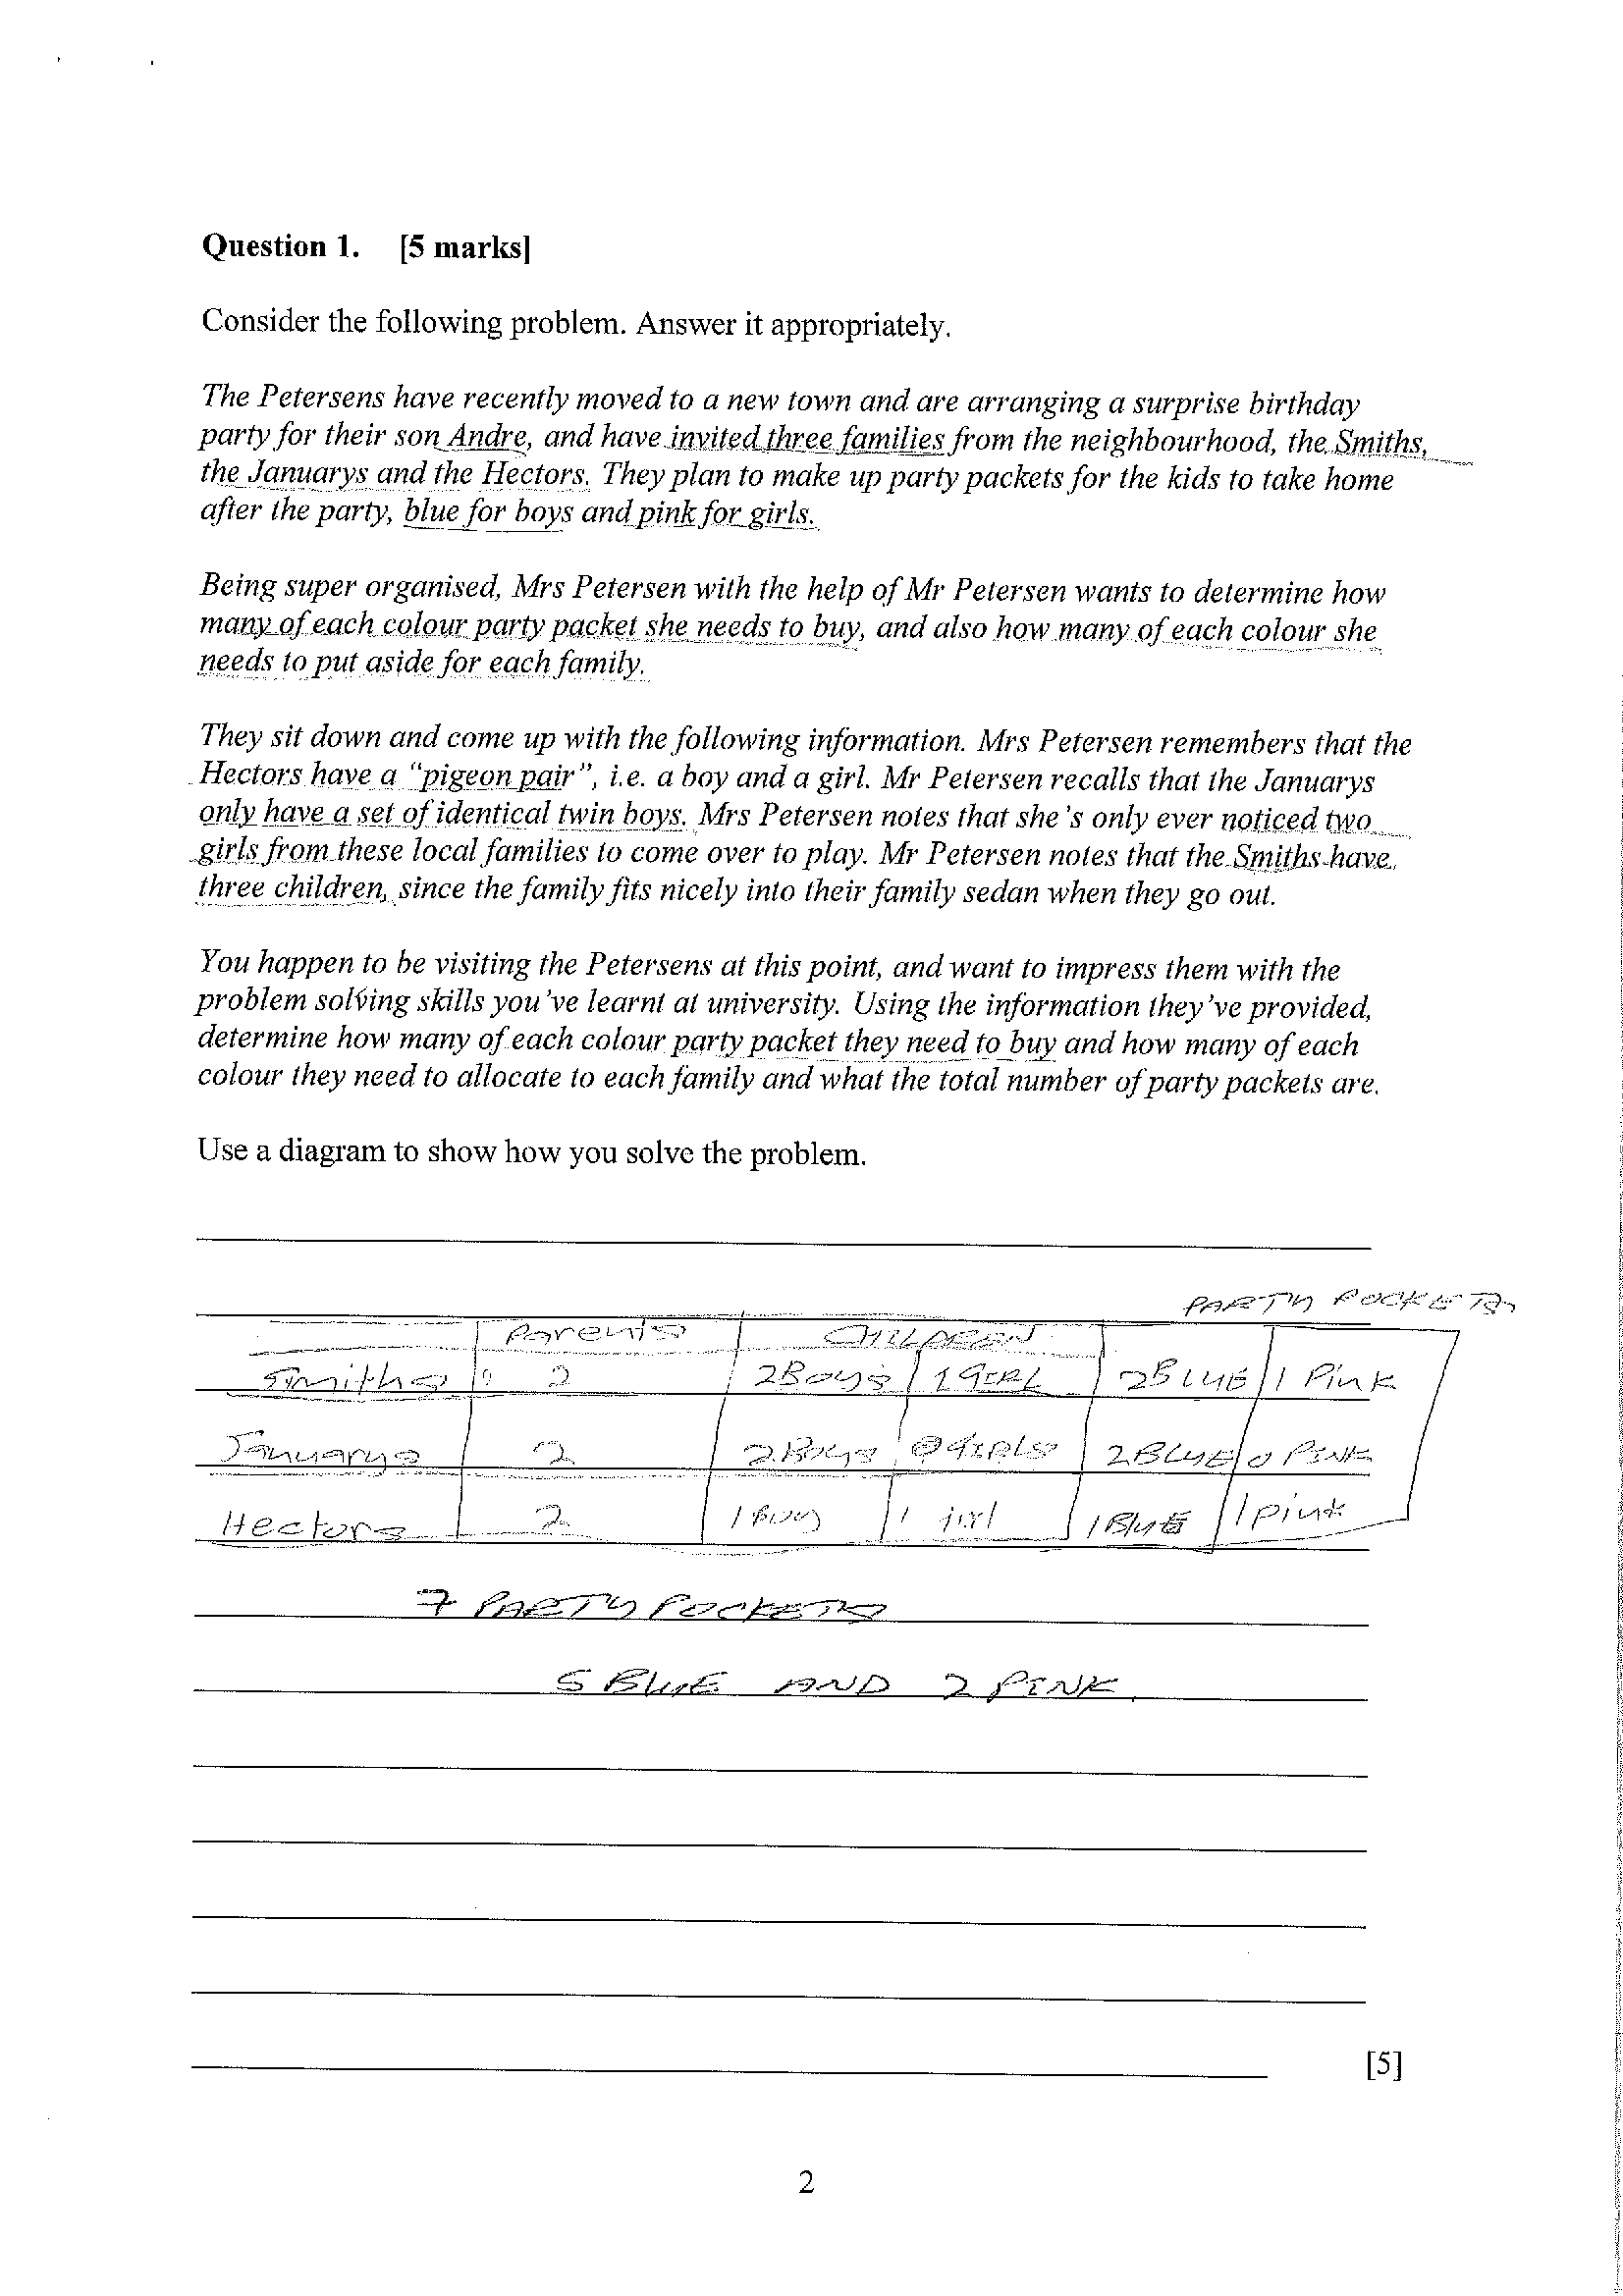 Question 1. [5 marks]
Consider the following problem. Answer it appropriately.
The Petersens have recently moved to a new town and are arranging a surprise birthday
party for their son Andre, and have invited three families from the neighbourhood, the Smiths,
the Januarys and the Hectors. They plan to make up party packets for the kids to take home
after the party, blue for boys and pink for girls.
Being super organised, Mrs Petersen with the help of Mr Petersen wants to determine how
many of each colour party packet she needs to buy, and also how many of each colour she
needs to put aside for each family.
They sit down and come up with the following information. Mrs Petersen remembers that the
Hectors have a "pigeon pair", i.e. a boy and a girl. Mr Petersen recalls that the Januarys
only have a set of identical twin boys. Mrs Petersen notes that she's only ever noticed two
girls from these local families to come over to play. Mr Petersen notes that the Smiths have
three children, since the family fits nicely into their family sedan when they go out.
You happen to be visiting the Petersens at this point, and want to impress them with the
problem solving skills you've learnt at university. Using the information they've provided,
determine how many of each colour party packet they need to buy and how many of each
colour they need to allocate to each family and what the total number of party packets are.
Use a diagram to show how you solve the problem.
PARTY POCKETS
Parents CHILDREN
Smiths 2 2Boys 1 GIRL 2BLUE 1 Pink
Januarys 2 2Boys 0 GIRLS 2BLUE 0 PINK
Hectors 2 1 Boy 1 girl 1 BLUE 1 pink
7 PARTY POCKETS
5 BLUE AND 2 PINK.
[5]
2